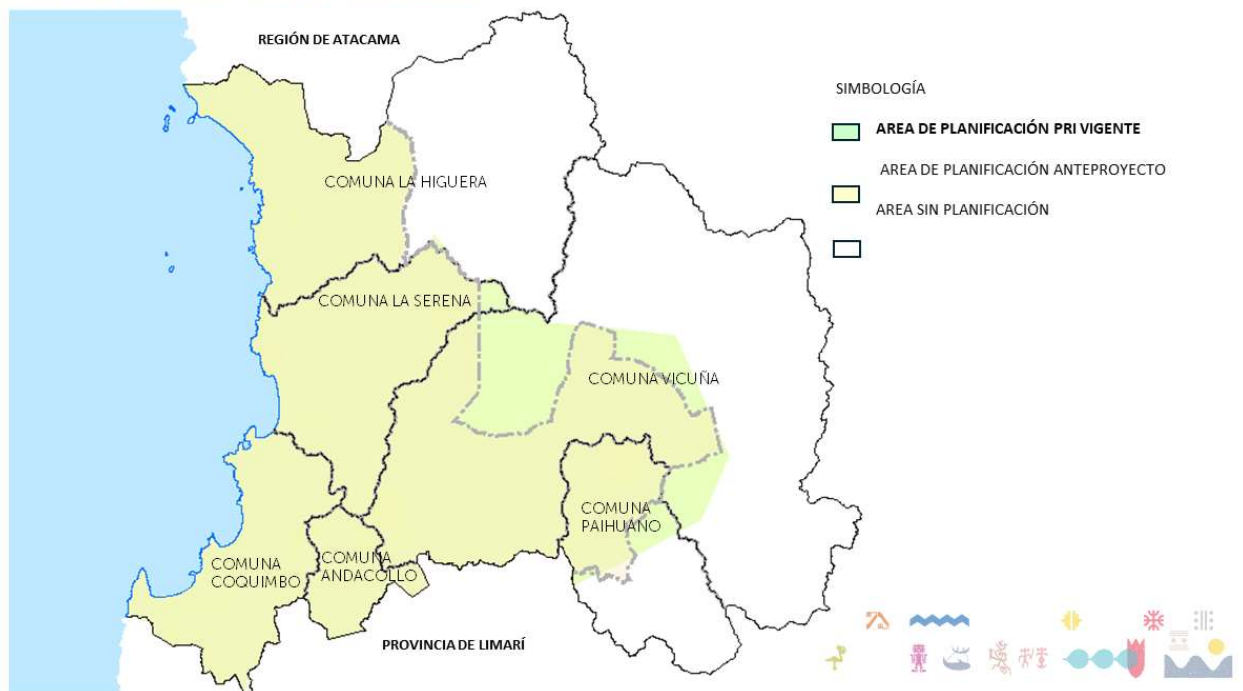 REGIÓN DE ATACAMA
SIMBOLOGÍA
AREA DE PLANIFICACIÓN PRI VIGENTE
AREA DE PLANIFICACIÓN ANTEPROYECTO
AREA SIN PLANIFICACIÓN
COMUNA LA HIGUERA
COMUNA LA SERENA
COMUNA VICUÑA
COMUNA
PAIHUANO
COMUNA
COQUIMBO
COMUNA
ANDACOLLO
PROVINCIA DE LIMARÍ